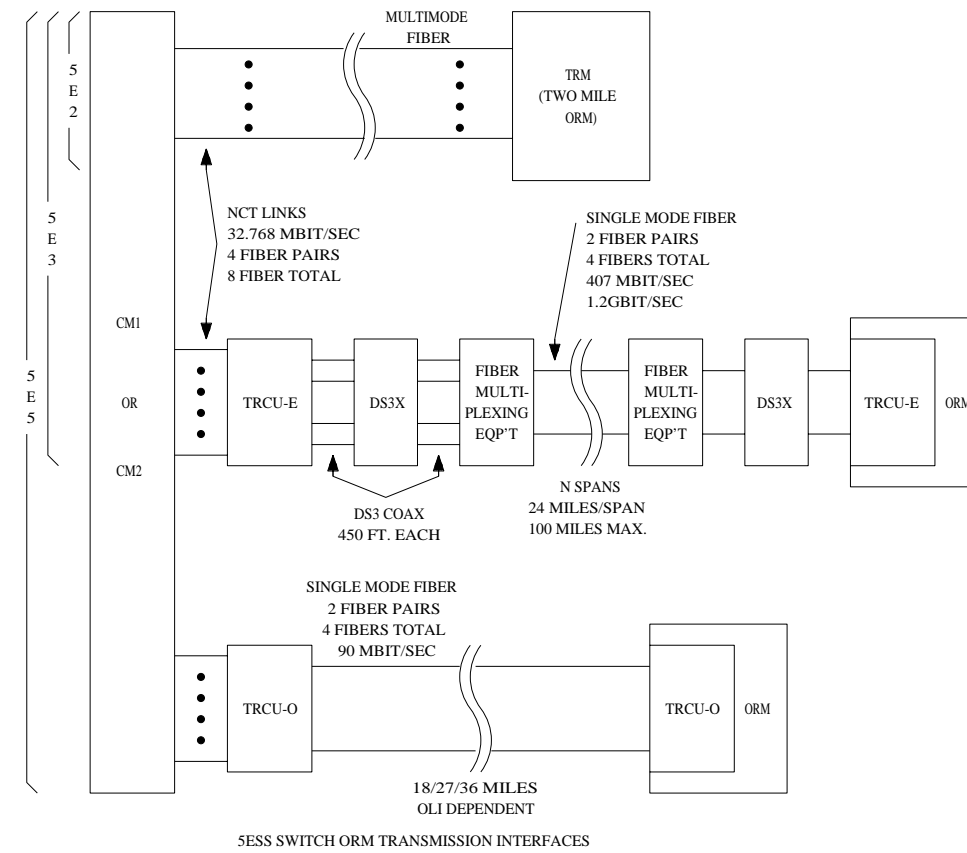 MULTIMODE
FIBER
5
E
2
TRM
(TWO MILE
ORM)
NCT LINKS
32.768 MBIT/SEC
4 FIBER PAIRS
8 FIBER TOTAL
SINGLE MODE FIBER
2 FIBER PAIRS
4 FIBERS TOTAL
407 MBIT/SEC
1.2GBIT/SEC
5
E
3
CM1
OR
CM2
5
E
5
TRCU-E
DS3X
FIBER
MULTI-
PLEXING
EQP'T
FIBER
MULTI-
PLEXING
EQP'T
DS3X
TRCU-E
ORM
DS3 COAX
450 FT. EACH
N SPANS
24 MILES/SPAN
100 MILES MAX.
SINGLE MODE FIBER
2 FIBER PAIRS
4 FIBERS TOTAL
90 MBIT/SEC
TRCU-O
TRCU-O
ORM
18/27/36 MILES
OLI DEPENDENT
5ESS SWITCH ORM TRANSMISSION INTERFACES